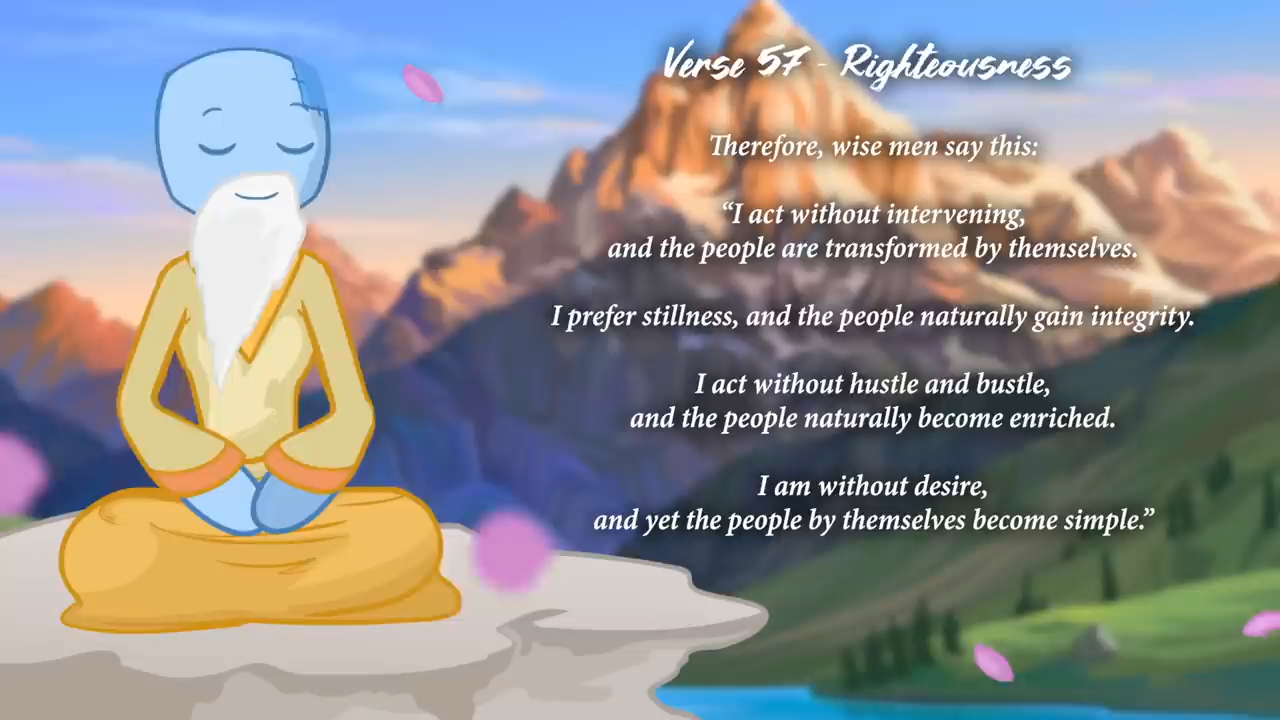 Verse 57 - Righteousness
Therefore, wise men say this:
“I act without intervening,
and the people are transformed by themselves.
I prefer stillness, and the people naturally gain integrity.
I act without hustle and bustle,
and the people naturally become enriched.
I am without desire,
and yet the people by themselves become simple.”